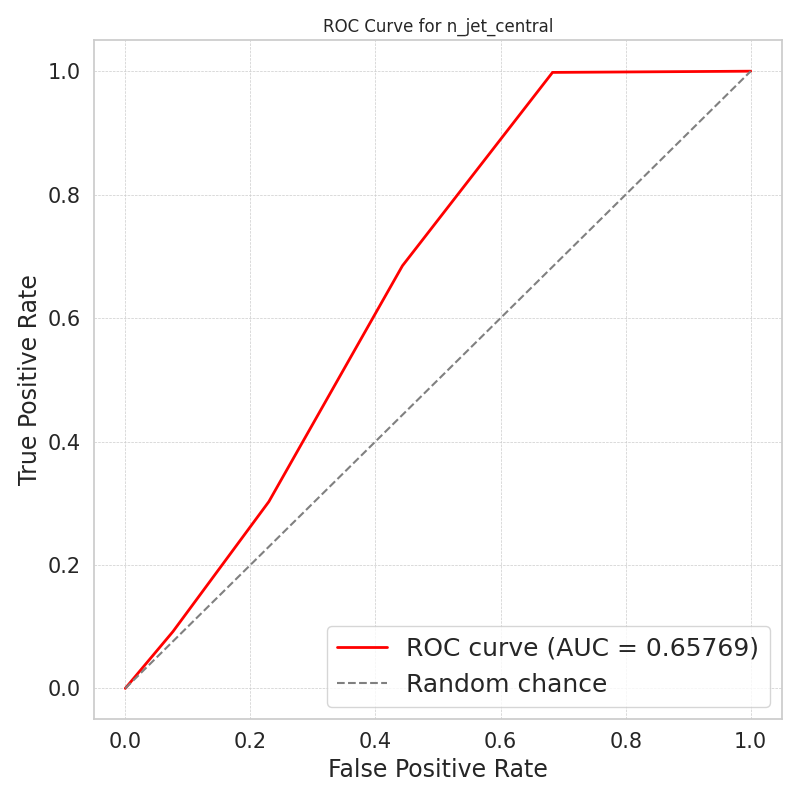 ROC Curve for n_jet_central
True Positive Rate
1.0
0.8
0.6
0.4
0.2
0.0
ROC curve (AUC = 0.65769)
Random chance
0.0 0.2 0.4 0.6 0.8 1.0
False Positive Rate